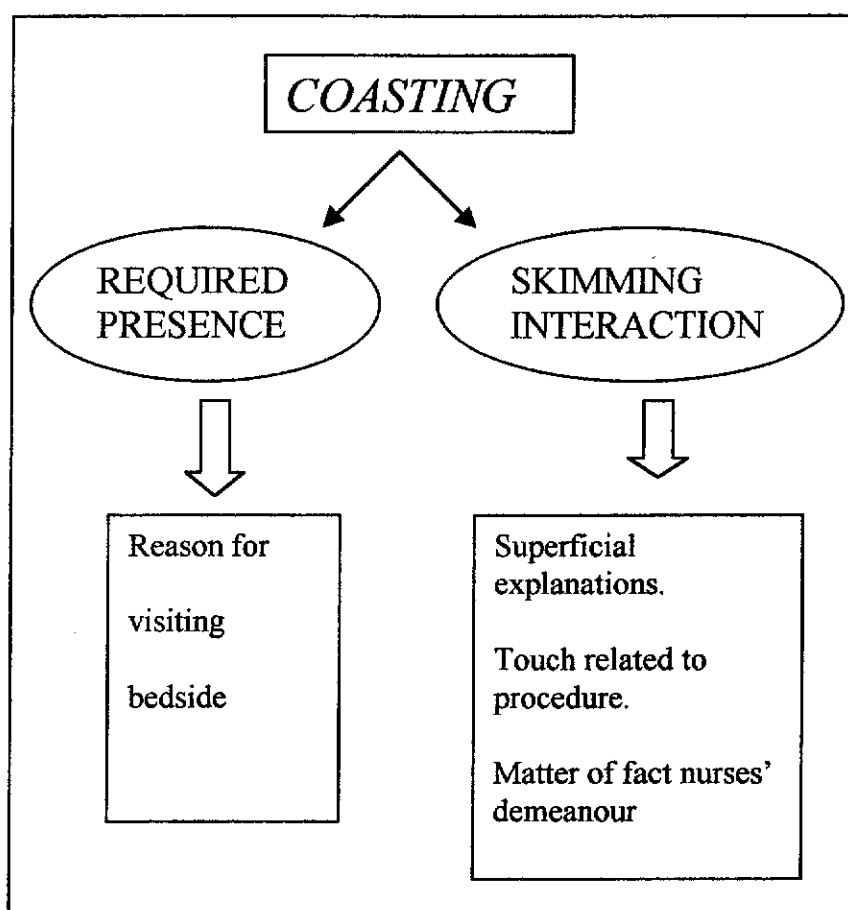 COASTING
REQUIRED
PRESENCE
SKIMMING
INTERACTION
Reason for
visiting
bedside
Superficial
explanations.
Touch related to
procedure.
Matter of fact nurses’
demeanour